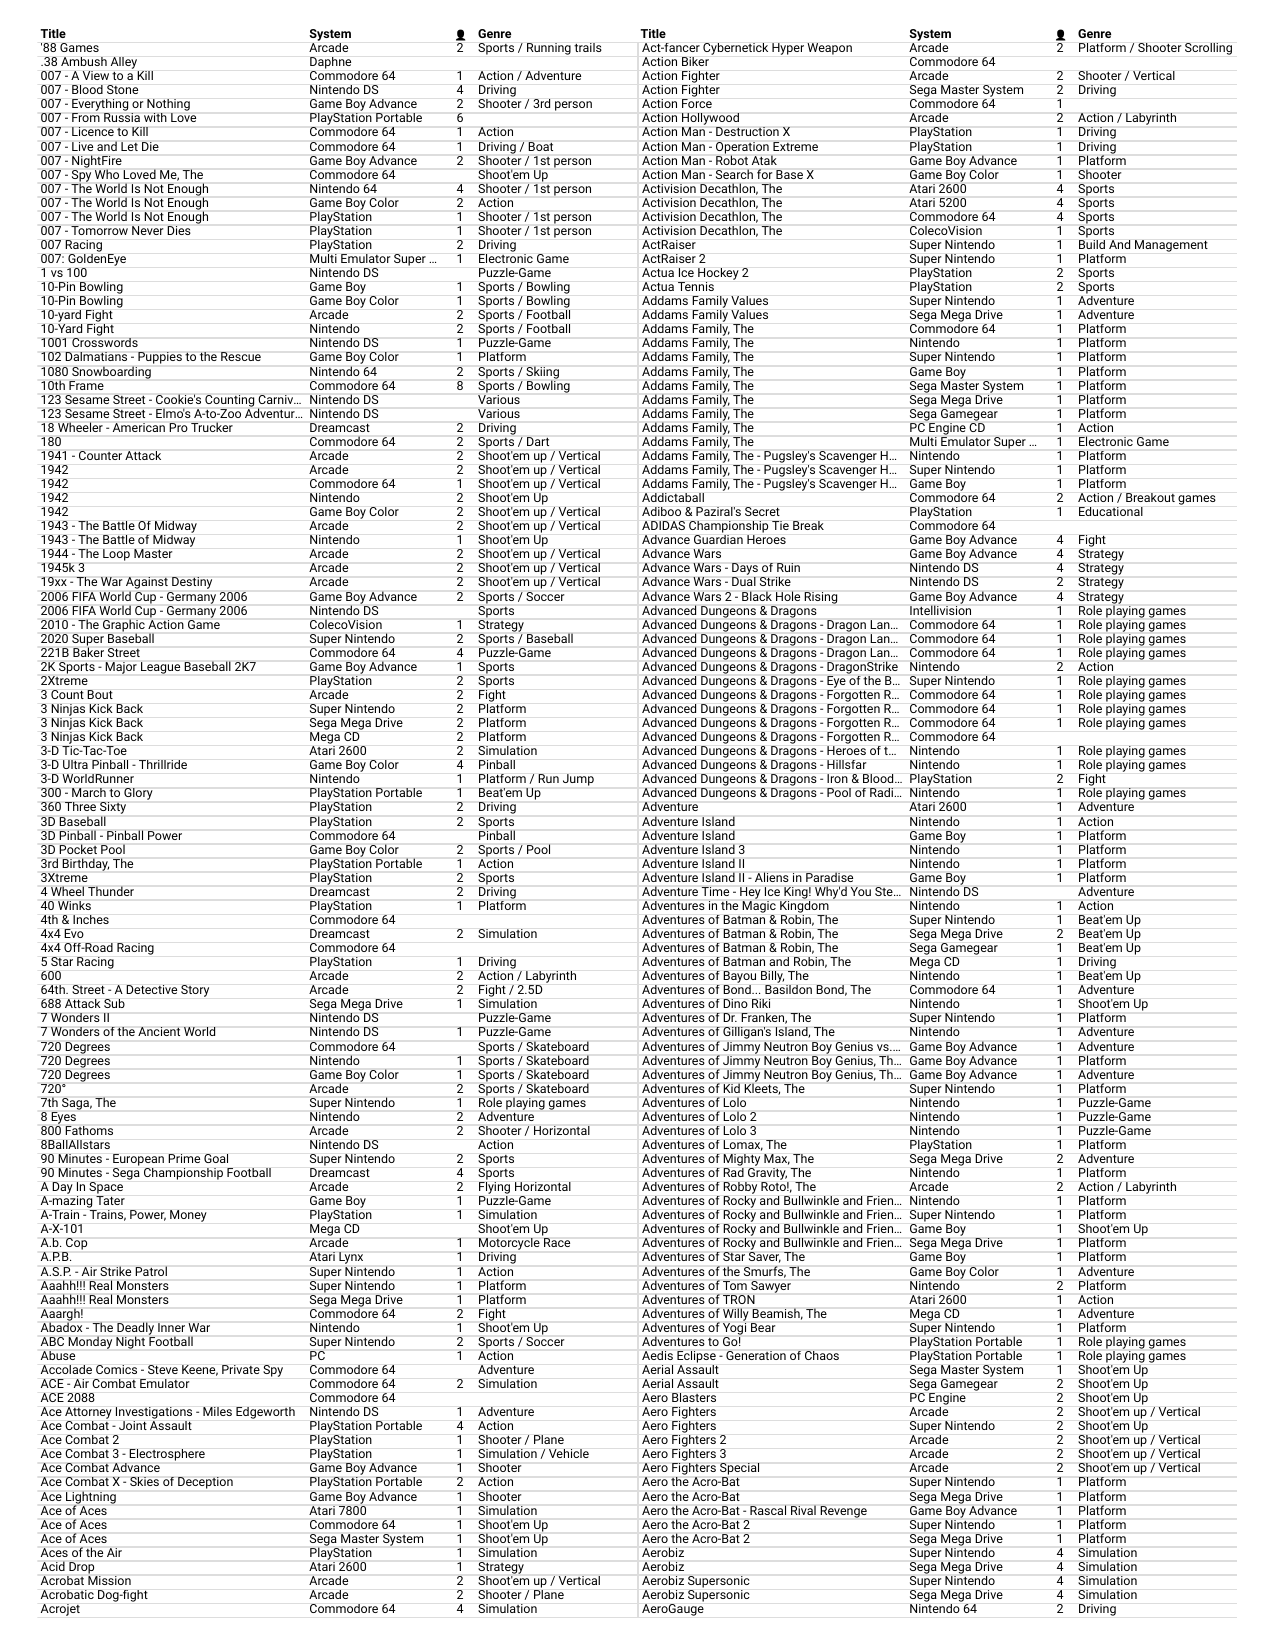 Title System Genre
'88 Games Arcade 2 Sports / Running trails
.38 Ambush Alley Daphne
007 - A View to a Kill Commodore 64 1 Action / Adventure
007 - Blood Stone Nintendo DS 4 Driving
007 - Everything or Nothing Game Boy Advance 2 Shooter / 3rd person
007 - From Russia with Love PlayStation Portable 6
007 - Licence to Kill Commodore 64 1 Action
007 - Live and Let Die Commodore 64 1 Driving / Boat
007 - NightFire Game Boy Advance 2 Shooter / 1st person
007 - Spy Who Loved Me, The Commodore 64 Shoot'em Up
007 - The World Is Not Enough Nintendo 64 4 Shooter / 1st person
007 - The World Is Not Enough Game Boy Color 2 Action
007 - The World Is Not Enough PlayStation 1 Shooter / 1st person
007 - Tomorrow Never Dies PlayStation 1 Shooter / 1st person
007 Racing PlayStation 2 Driving
007: GoldenEye Multi Emulator Super ... 1 Electronic Game
1 vs 100 Nintendo DS Puzzle-Game
10-Pin Bowling Game Boy 1 Sports / Bowling
10-Pin Bowling Game Boy Color 1 Sports / Bowling
10-yard Fight Arcade 2 Sports / Football
10-Yard Fight Nintendo 2 Sports / Football
1001 Crosswords Nintendo DS 1 Puzzle-Game
102 Dalmatians - Puppies to the Rescue Game Boy Color 1 Platform
1080 Snowboarding Nintendo 64 2 Sports / Skiing
10th Frame Commodore 64 8 Sports / Bowling
123 Sesame Street - Cookie's Counting Carniv... Nintendo DS Various
123 Sesame Street - Elmo's A-to-Zoo Adventur... Nintendo DS Various
18 Wheeler - American Pro Trucker Dreamcast 2 Driving
180 Commodore 64 2 Sports / Dart
1941 - Counter Attack Arcade 2 Shoot'em up / Vertical
1942 Arcade 2 Shoot'em up / Vertical
1942 Commodore 64 1 Shoot'em up / Vertical
1942 Nintendo 2 Shoot'em Up
1942 Game Boy Color 2 Shoot'em up / Vertical
1943 - The Battle Of Midway Arcade 2 Shoot'em up / Vertical
1943 - The Battle of Midway Nintendo 1 Shoot'em Up
1944 - The Loop Master Arcade 2 Shoot'em up / Vertical
1945k 3 Arcade 2 Shoot'em up / Vertical
19xx - The War Against Destiny Arcade 2 Shoot'em up / Vertical
2006 FIFA World Cup - Germany 2006 Game Boy Advance 2 Sports / Soccer
2006 FIFA World Cup - Germany 2006 Nintendo DS Sports
2010 - The Graphic Action Game ColecoVision 1 Strategy
2020 Super Baseball Super Nintendo 2 Sports / Baseball
221B Baker Street Commodore 64 4 Puzzle-Game
2K Sports - Major League Baseball 2K7 Game Boy Advance 1 Sports
2Xtreme PlayStation 2 Sports
3 Count Bout Arcade 2 Fight
3 Ninjas Kick Back Super Nintendo 2 Platform
3 Ninjas Kick Back Sega Mega Drive 2 Platform
3 Ninjas Kick Back Mega CD 2 Platform
3-D Tic-Tac-Toe Atari 2600 2 Simulation
3-D Ultra Pinball - Thrillride Game Boy Color 4 Pinball
3-D WorldRunner Nintendo 1 Platform / Run Jump
300 - March to Glory PlayStation Portable 1 Beat'em Up
360 Three Sixty PlayStation 2 Driving
3D Baseball PlayStation 2 Sports
3D Pinball - Pinball Power Commodore 64 Pinball
3D Pocket Pool Game Boy Color 2 Sports / Pool
3rd Birthday, The PlayStation Portable 1 Action
3Xtreme PlayStation 2 Sports
4 Wheel Thunder Dreamcast 2 Driving
40 Winks PlayStation 1 Platform
4th & Inches Commodore 64
4x4 Evo Dreamcast 2 Simulation
4x4 Off-Road Racing Commodore 64
5 Star Racing PlayStation 1 Driving
600 Arcade 2 Action / Labyrinth
64th. Street - A Detective Story Arcade 2 Fight / 2.5D
688 Attack Sub Sega Mega Drive 1 Simulation
7 Wonders II Nintendo DS Puzzle-Game
7 Wonders of the Ancient World Nintendo DS 1 Puzzle-Game
720 Degrees Commodore 64 Sports / Skateboard
720 Degrees Nintendo 1 Sports / Skateboard
720 Degrees Game Boy Color 1 Sports / Skateboard
720° Arcade 2 Sports / Skateboard
7th Saga, The Super Nintendo 1 Role playing games
8 Eyes Nintendo 2 Adventure
800 Fathoms Arcade 2 Shooter / Horizontal
8BallAllstars Nintendo DS Action
90 Minutes - European Prime Goal Super Nintendo 2 Sports
90 Minutes - Sega Championship Football Dreamcast 4 Sports
A Day In Space Arcade 2 Flying Horizontal
A-mazing Tater Game Boy 1 Puzzle-Game
A-Train - Trains, Power, Money PlayStation 1 Simulation
A-X-101 Mega CD Shoot'em Up
A.b. Cop Arcade 1 Motorcycle Race
A.P.B. Atari Lynx 1 Driving
A.S.P. - Air Strike Patrol Super Nintendo 1 Action
Aaahh!!! Real Monsters Super Nintendo 1 Platform
Aaahh!!! Real Monsters Sega Mega Drive 1 Platform
Aaargh! Commodore 64 2 Fight
Abadox - The Deadly Inner War Nintendo 1 Shoot'em Up
ABC Monday Night Football Super Nintendo 2 Sports / Soccer
Abuse PC 1 Action
Accolade Comics - Steve Keene, Private Spy Commodore 64 Adventure
ACE - Air Combat Emulator Commodore 64 2 Simulation
ACE 2088 Commodore 64
Ace Attorney Investigations - Miles Edgeworth Nintendo DS 1 Adventure
Ace Combat - Joint Assault PlayStation Portable 4 Action
Ace Combat 2 PlayStation 1 Shooter / Plane
Ace Combat 3 - Electrosphere PlayStation 1 Simulation / Vehicle
Ace Combat Advance Game Boy Advance 1 Shooter
Ace Combat X - Skies of Deception PlayStation Portable 2 Action
Ace Lightning Game Boy Advance 1 Shooter
Ace of Aces Atari 7800 1 Simulation
Ace of Aces Commodore 64 1 Shoot'em Up
Ace of Aces Sega Master System 1 Shoot'em Up
Aces of the Air PlayStation 1 Simulation
Acid Drop Atari 2600 1 Strategy
Acrobat Mission Arcade 2 Shoot'em up / Vertical
Acrobatic Dog-fight Arcade 2 Shooter / Plane
Acrojet Commodore 64 4 Simulation
Title System Genre
Act-fancer Cybernetick Hyper Weapon Arcade 2 Platform / Shooter Scrolling
Action Biker Commodore 64
Action Fighter Arcade 2 Shooter / Vertical
Action Fighter Sega Master System 2 Driving
Action Force Commodore 64 1
Action Hollywood Arcade 2 Action / Labyrinth
Action Man - Destruction X PlayStation 1 Driving
Action Man - Operation Extreme PlayStation 1 Driving
Action Man - Robot Atak Game Boy Advance 1 Platform
Action Man - Search for Base X Game Boy Color 1 Shooter
Activision Decathlon, The Atari 2600 4 Sports
Activision Decathlon, The Atari 5200 4 Sports
Activision Decathlon, The Commodore 64 4 Sports
Activision Decathlon, The ColecoVision 1 Sports
ActRaiser Super Nintendo 1 Build And Management
ActRaiser 2 Super Nintendo 1 Platform
Actua Ice Hockey 2 PlayStation 2 Sports
Actua Tennis PlayStation 2 Sports
Addams Family Values Super Nintendo 1 Adventure
Addams Family Values Sega Mega Drive 1 Adventure
Addams Family, The Commodore 64 1 Platform
Addams Family, The Nintendo 1 Platform
Addams Family, The Super Nintendo 1 Platform
Addams Family, The Game Boy 1 Platform
Addams Family, The Sega Master System 1 Platform
Addams Family, The Sega Mega Drive 1 Platform
Addams Family, The Sega Gamegear 1 Platform
Addams Family, The PC Engine CD 1 Action
Addams Family, The Multi Emulator Super ... 1 Electronic Game
Addams Family, The - Pugsley's Scavenger H... Nintendo 1 Platform
Addams Family, The - Pugsley's Scavenger H... Super Nintendo 1 Platform
Addams Family, The - Pugsley's Scavenger H... Game Boy 1 Platform
Addictaball Commodore 64 2 Action / Breakout games
Adiboo & Paziral's Secret PlayStation 1 Educational
ADIDAS Championship Tie Break Commodore 64
Advance Guardian Heroes Game Boy Advance 4 Fight
Advance Wars Game Boy Advance 4 Strategy
Advance Wars - Days of Ruin Nintendo DS 4 Strategy
Advance Wars - Dual Strike Nintendo DS 2 Strategy
Advance Wars 2 - Black Hole Rising Game Boy Advance 4 Strategy
Advanced Dungeons & Dragons Intellivision 1 Role playing games
Advanced Dungeons & Dragons - Dragon Lan... Commodore 64 1 Role playing games
Advanced Dungeons & Dragons - Dragon Lan... Commodore 64 1 Role playing games
Advanced Dungeons & Dragons - Dragon Lan... Commodore 64 1 Role playing games
Advanced Dungeons & Dragons - DragonStrike Nintendo 2 Action
Advanced Dungeons & Dragons - Eye of the B... Super Nintendo 1 Role playing games
Advanced Dungeons & Dragons - Forgotten R... Commodore 64 1 Role playing games
Advanced Dungeons & Dragons - Forgotten R... Commodore 64 1 Role playing games
Advanced Dungeons & Dragons - Forgotten R... Commodore 64 1 Role playing games
Advanced Dungeons & Dragons - Forgotten R... Commodore 64
Advanced Dungeons & Dragons - Heroes of t... Nintendo 1 Role playing games
Advanced Dungeons & Dragons - Hillsfar Nintendo 1 Role playing games
Advanced Dungeons & Dragons - Iron & Blood... PlayStation 2 Fight
Advanced Dungeons & Dragons - Pool of Radi... Nintendo 1 Role playing games
Adventure Atari 2600 1 Adventure
Adventure Island Nintendo 1 Action
Adventure Island Game Boy 1 Platform
Adventure Island 3 Nintendo 1 Platform
Adventure Island II Nintendo 1 Platform
Adventure Island II - Aliens in Paradise Game Boy 1 Platform
Adventure Time - Hey Ice King! Why'd You Ste... Nintendo DS Adventure
Adventures in the Magic Kingdom Nintendo 1 Action
Adventures of Batman & Robin, The Super Nintendo 1 Beat'em Up
Adventures of Batman & Robin, The Sega Mega Drive 2 Beat'em Up
Adventures of Batman & Robin, The Sega Gamegear 1 Beat'em Up
Adventures of Batman and Robin, The Mega CD 1 Driving
Adventures of Bayou Billy, The Nintendo 1 Beat'em Up
Adventures of Bond... Basildon Bond, The Commodore 64 1 Adventure
Adventures of Dino Riki Nintendo 1 Shoot'em Up
Adventures of Dr. Franken, The Super Nintendo 1 Platform
Adventures of Gilligan's Island, The Nintendo 1 Adventure
Adventures of Jimmy Neutron Boy Genius vs.... Game Boy Advance 1 Adventure
Adventures of Jimmy Neutron Boy Genius, Th... Game Boy Advance 1 Platform
Adventures of Jimmy Neutron Boy Genius, Th... Game Boy Advance 1 Adventure
Adventures of Kid Kleets, The Super Nintendo 1 Platform
Adventures of Lolo Nintendo 1 Puzzle-Game
Adventures of Lolo 2 Nintendo 1 Puzzle-Game
Adventures of Lolo 3 Nintendo 1 Puzzle-Game
Adventures of Lomax, The PlayStation 1 Platform
Adventures of Mighty Max, The Sega Mega Drive 2 Adventure
Adventures of Rad Gravity, The Nintendo 1 Platform
Adventures of Robby Roto!, The Arcade 2 Action / Labyrinth
Adventures of Rocky and Bullwinkle and Frien... Nintendo 1 Platform
Adventures of Rocky and Bullwinkle and Frien... Super Nintendo 1 Platform
Adventures of Rocky and Bullwinkle and Frien... Game Boy 1 Shoot'em Up
Adventures of Rocky and Bullwinkle and Frien... Sega Mega Drive 1 Platform
Adventures of Star Saver, The Game Boy 1 Platform
Adventures of the Smurfs, The Game Boy Color 1 Adventure
Adventures of Tom Sawyer Nintendo 2 Platform
Adventures of TRON Atari 2600 1 Action
Adventures of Willy Beamish, The Mega CD 1 Adventure
Adventures of Yogi Bear Super Nintendo 1 Platform
Adventures to Go! PlayStation Portable 1 Role playing games
Aedis Eclipse - Generation of Chaos PlayStation Portable 1 Role playing games
Aerial Assault Sega Master System 1 Shoot'em Up
Aerial Assault Sega Gamegear 2 Shoot'em Up
Aero Blasters PC Engine 2 Shoot'em Up
Aero Fighters Arcade 2 Shoot'em up / Vertical
Aero Fighters Super Nintendo 2 Shoot'em Up
Aero Fighters 2 Arcade 2 Shoot'em up / Vertical
Aero Fighters 3 Arcade 2 Shoot'em up / Vertical
Aero Fighters Special Arcade 2 Shoot'em up / Vertical
Aero the Acro-Bat Super Nintendo 1 Platform
Aero the Acro-Bat Sega Mega Drive 1 Platform
Aero the Acro-Bat - Rascal Rival Revenge Game Boy Advance 1 Platform
Aero the Acro-Bat 2 Super Nintendo 1 Platform
Aero the Acro-Bat 2 Sega Mega Drive 1 Platform
Aerobiz Super Nintendo 4 Simulation
Aerobiz Sega Mega Drive 4 Simulation
Aerobiz Supersonic Super Nintendo 4 Simulation
Aerobiz Supersonic Sega Mega Drive 4 Simulation
AeroGauge Nintendo 64 2 Driving